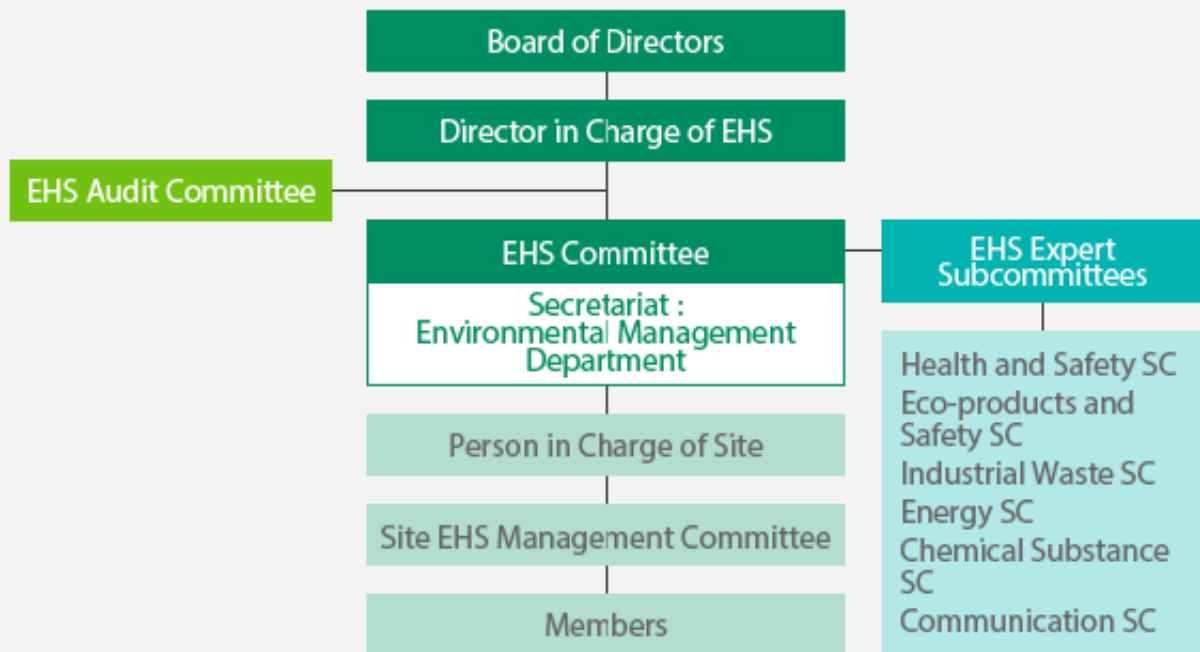 Board of Directors
Director in Charge of EHS
EHS Audit Committee
EHS Committee
Secretariat :
Environmental Management
Department
EHS Expert
Subcommittees
Health and Safety SC
Eco-products and
Safety SC
Industrial Waste SC
Energy SC
Chemical Substance
SC
Communication SC
Person in Charge of Site
Site EHS Management Committee
Members